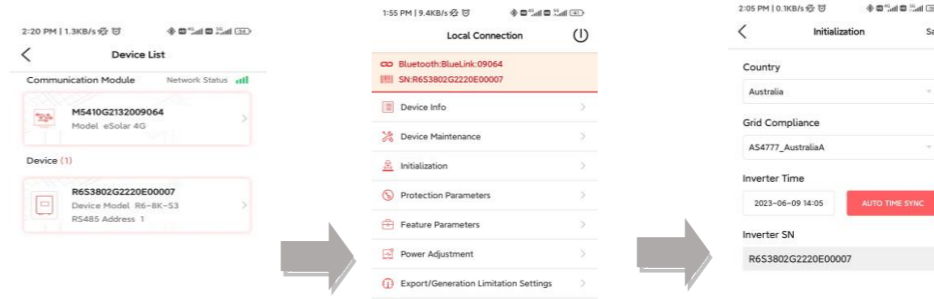 2:20 PM | 1.3KB/s
Device List
Communication Module Network Status
M5410G2132009064
Model eSolar 4G
Device (1)
R6S3802G2220E00007
Device Model R6-8K-S3
RS485 Address 1
1:55 PM | 9.4KB/s
Local Connection
Bluetooth:BlueLink:09064
SN:R6S3802G2220E00007
Device Info
Device Maintenance
Initialization
Protection Parameters
Feature Parameters
Power Adjustment
Export/Generation Limitation Settings
2:05 PM | 0.1KB/s
Initialization Sa
Country
Australia
Grid Compliance
AS4777_AustraliaA
Inverter Time
2023-06-09 14:05 AUTO TIME SYNC
Inverter SN
R6S3802G2220E00007